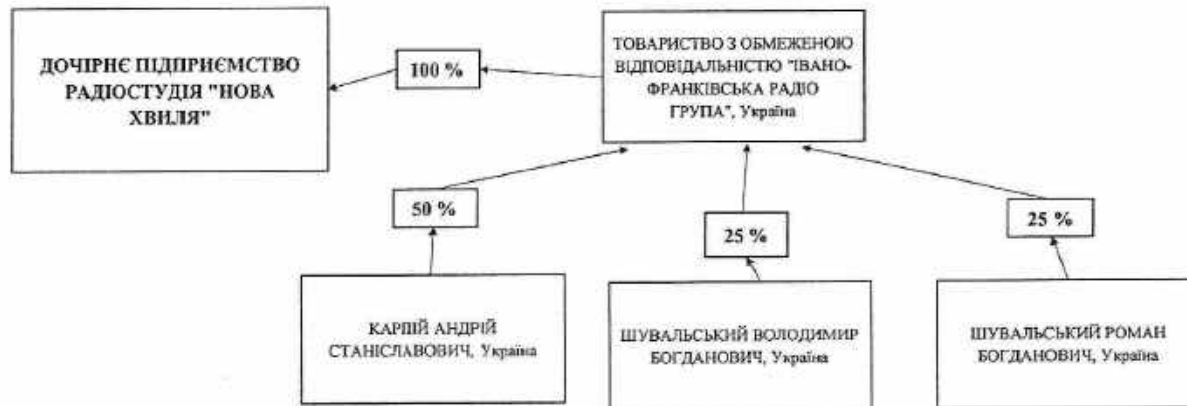 ДОЧІРНЄ ПІДПРИЄМСТВО
РАДІОСТУДІЯ "НОВА
ХВИЛЯ"
100 %
ТОВАРИСТВО З ОБМЕЖЕНОЮ
ВІДПОВІДАЛЬНІСТЮ "ІВАНО-
ФРАНКІВСЬКА РАДІО
ГРУПА", Україна
50 %
25 %
25 %
КАРПІЙ АНДРІЙ
СТАНІСЛАВОВИЧ, Україна
ШУВАЛЬСЬКИЙ ВОЛОДИМИР
БОГДАНОВИЧ, Україна
ШУВАЛЬСЬКИЙ РОМАН
БОГДАНОВИЧ, Україна